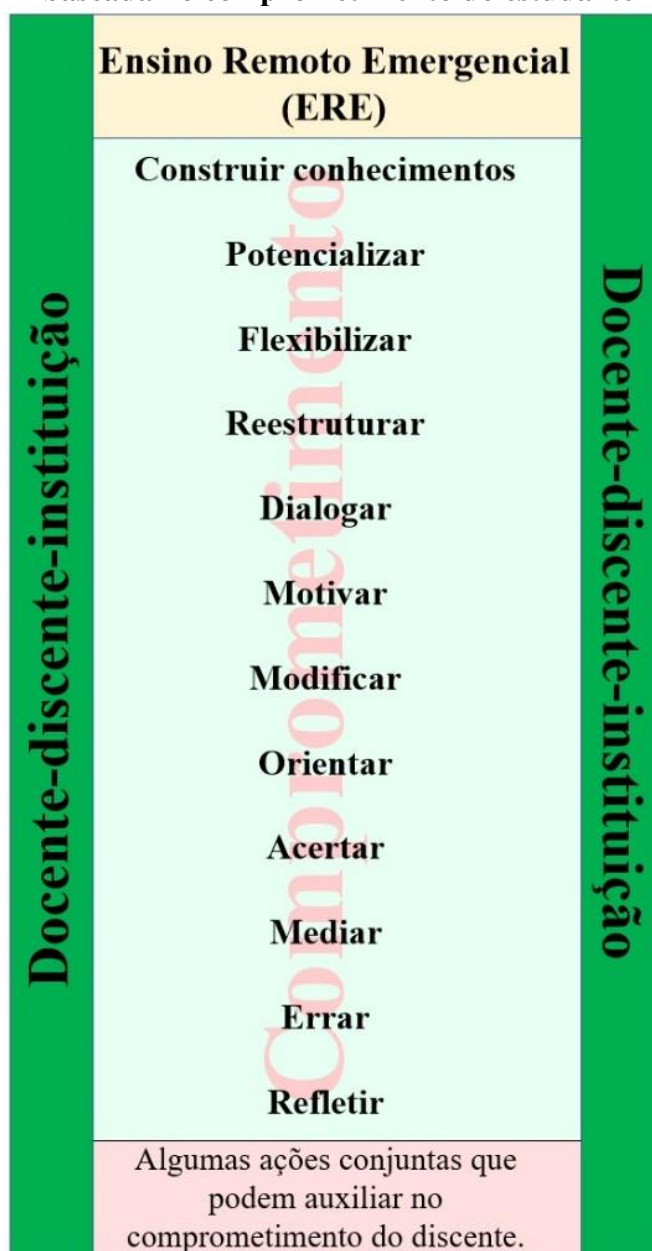 Ensino Remoto Emergencial
(ERE)
Docente-discente-instituição
Construir conhecimentos
Potencializar
Flexibilizar
Reestruturar
Dialogar
Motivar
Modificar
Orientar
Acertar
Mediar
Errar
Refletir
Comprometimento
Docente-discente-instituição
Algumas ações conjuntas que
podem auxiliar no
comprometimento do discente.